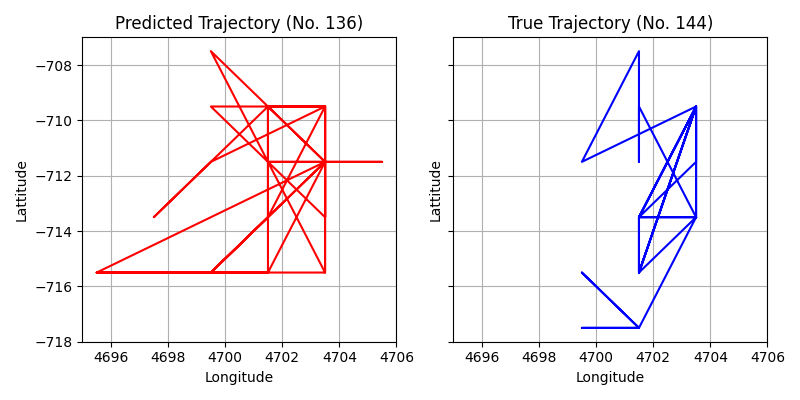 Predicted Trajectory (No. 136)
True Trajectory (No. 144)
Lattitude
−708
−710
−712
−714
−716
−718
4696 4698 4700 4702 4704 4706
Longitude
Lattitude
4696 4698 4700 4702 4704 4706
Longitude